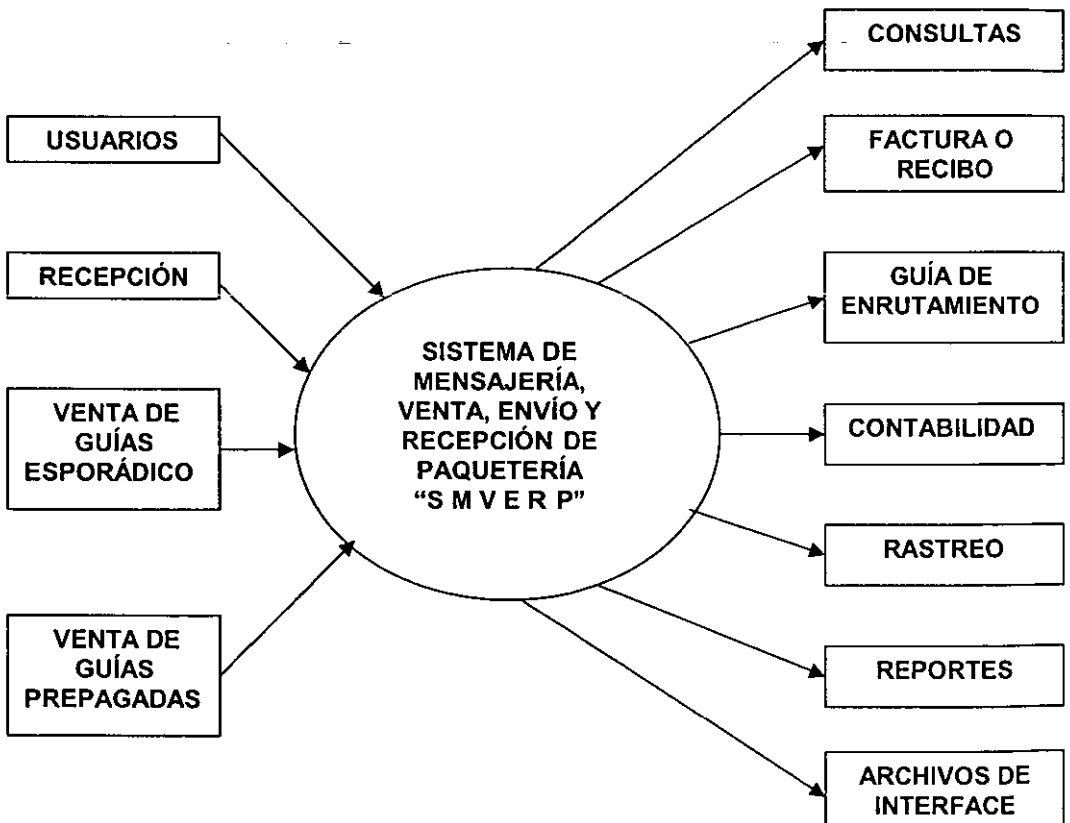 USUARIOS
RECEPCIÓN
VENTA DE
GUÍAS
ESPORÁDICO
VENTA DE
GUÍAS
PREPAGADAS
SISTEMA DE
MENSAJERÍA,
VENTA, ENVÍO Y
RECEPCIÓN DE
PAQUETERÍA
“S M V E R P”
CONSULTAS
FACTURA O
RECIBO
GUÍA DE
ENRUTAMIENTO
CONTABILIDAD
RASTREO
REPORTES
ARCHIVOS DE
INTERFACE